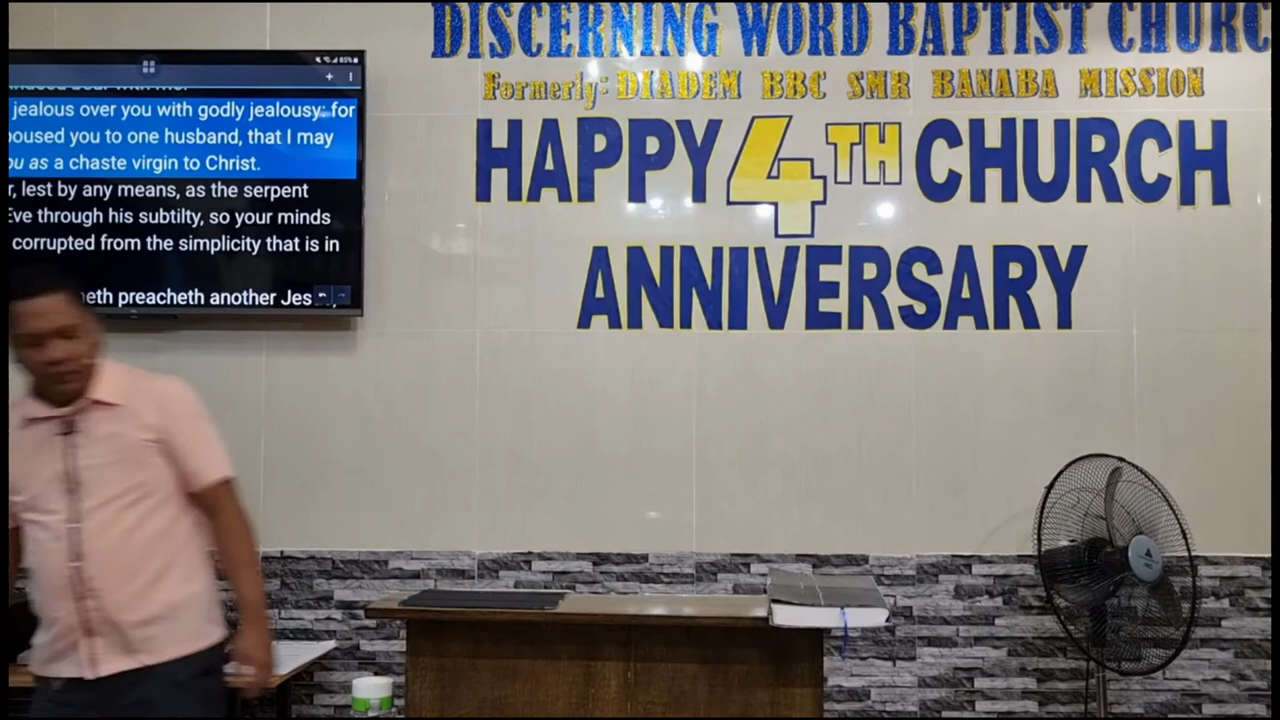 DISCERNING WORD BAPTIST CHURC
Formerly: DIADEM BBC SMR BANABA MISSION
HAPPY 4TH CHURCH
ANNIVERSARY
85%
jealous over you with godly jealousy: for
poused you to one husband, that I may
ou as a chaste virgin to Christ.
r, lest by any means, as the serpent
Eve through his subtilty, so your minds
corrupted from the simplicity that is in
eth preacheth another Jes